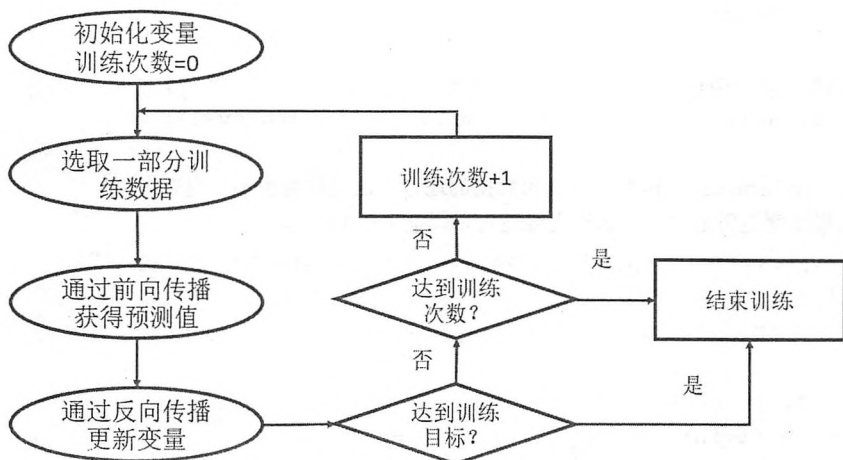 初始化变量
训练次数=0
选取一部分训
练数据
通过前向传播
获得预测值
通过反向传播
更新变量
达到训练
目标？
否
是
达到训练
次数？
否
是
训练次数+1
结束训练